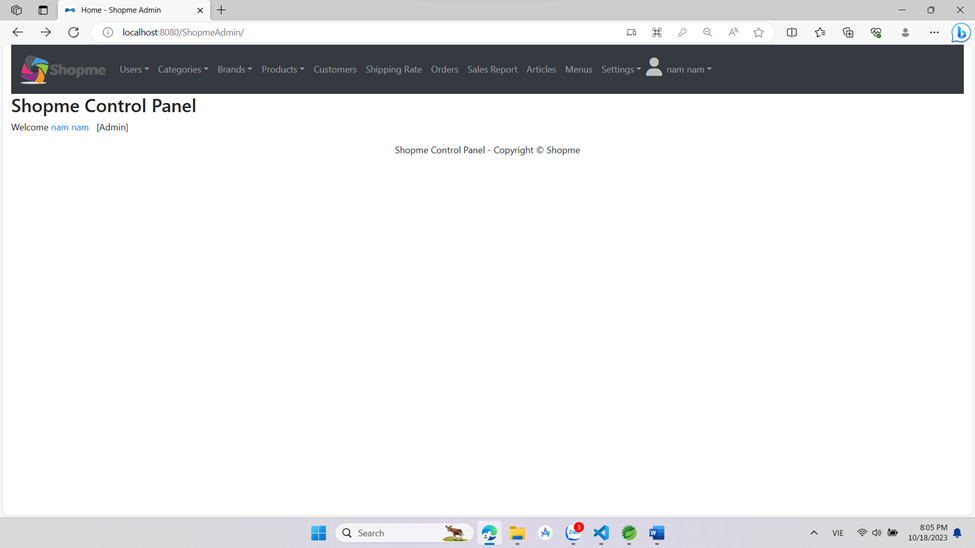 Home - Shopme Admin
localhost:8080/ShopmeAdmin/
Shopme Users Categories Brands Products Customers Shipping Rate Orders Sales Report Articles Menus Settings nam nam
Shopme Control Panel
Welcome nam nam [Admin]
Shopme Control Panel - Copyright © Shopme
Search 3 VIE 8:05 PM
10/18/2023